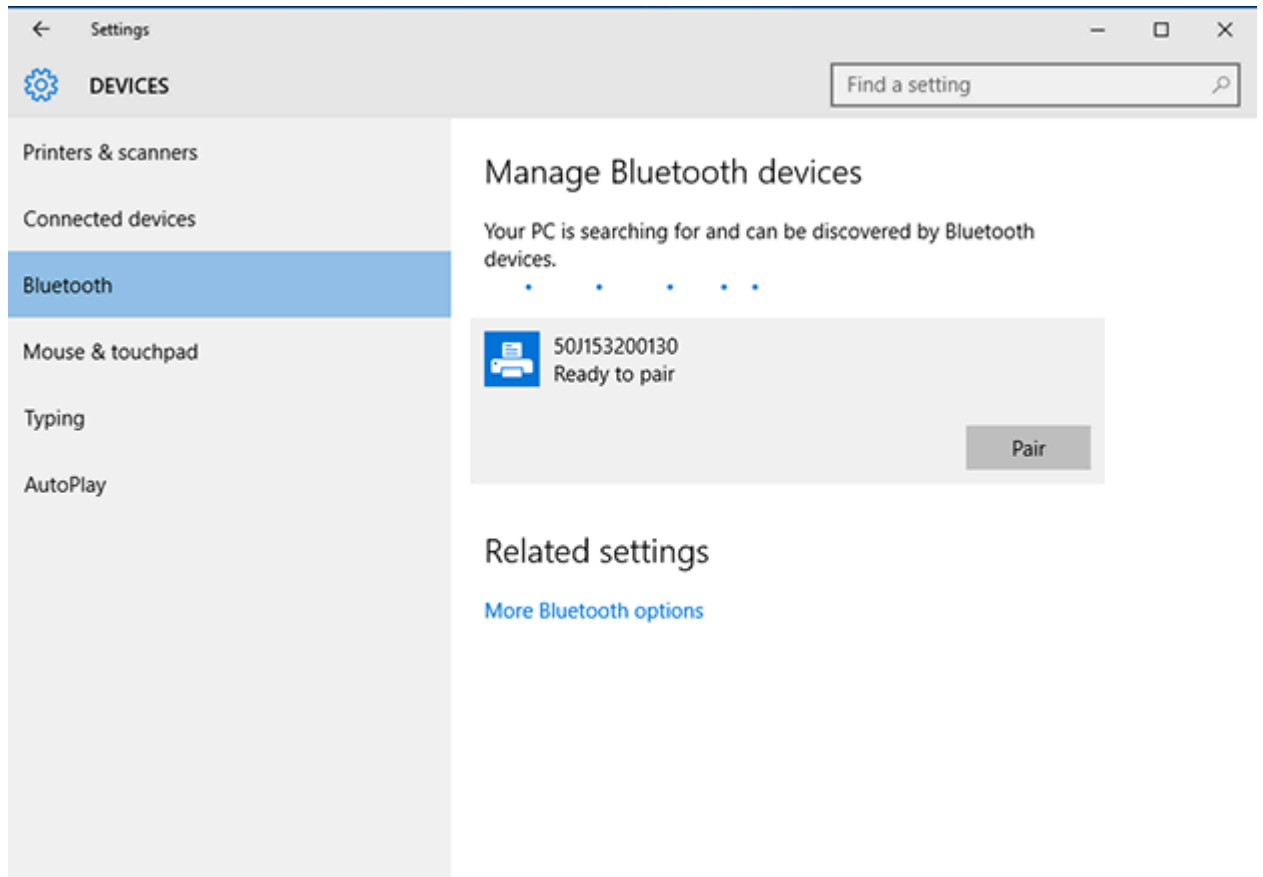 Settings
DEVICES
Find a setting
Printers & scanners
Connected devices
Bluetooth
Mouse & touchpad
Typing
AutoPlay
Manage Bluetooth devices
Your PC is searching for and can be discovered by Bluetooth
devices.
50J153200130
Ready to pair
Pair
Related settings
More Bluetooth options